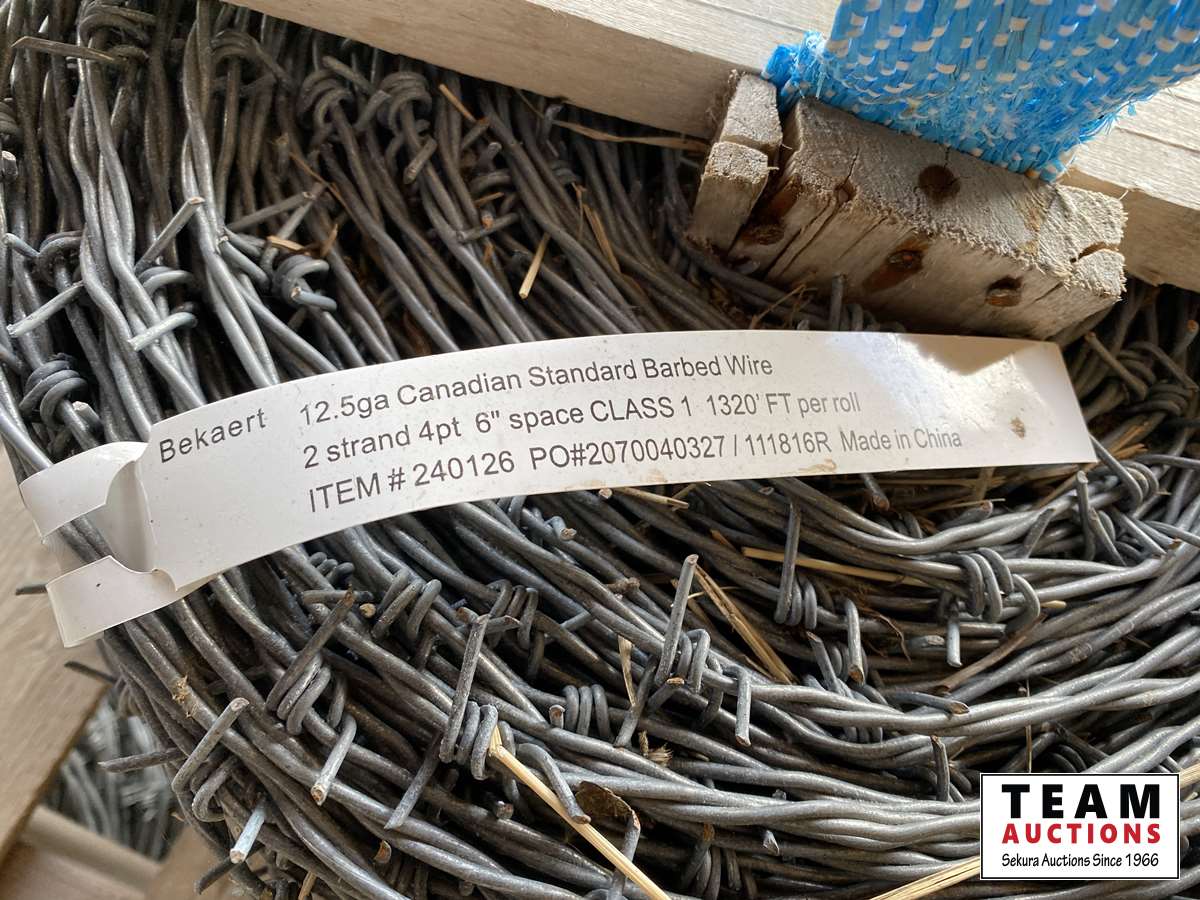 Bekaert 12.5ga Canadian Standard Barbed Wire
2 strand 4pt 6" space CLASS 1 1320' FT per roll
ITEM # 240126 PO#2070040327 / 111816R Made in China
TEAM
AUCTIONS
Sekura Auctions Since 1966